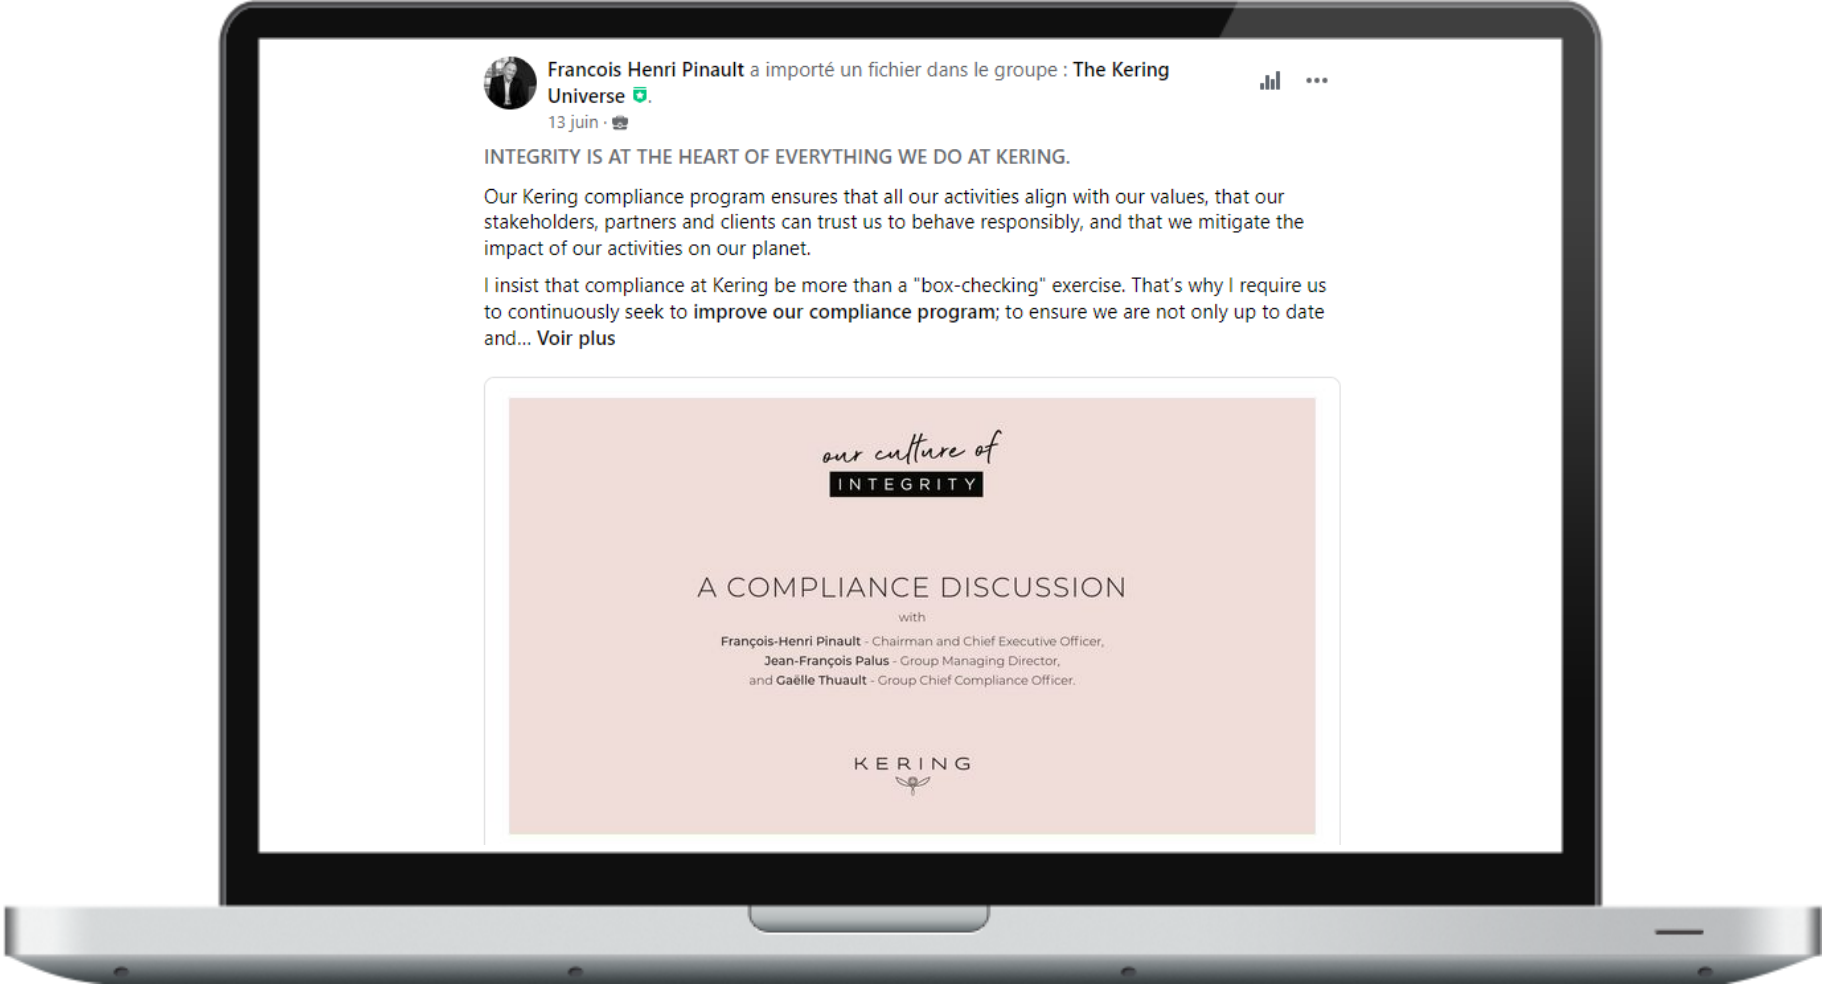 Francois Henri Pinault a importé un fichier dans le groupe : The Kering
Universe .
13 juin ·
INTEGRITY IS AT THE HEART OF EVERYTHING WE DO AT KERING.
Our Kering compliance program ensures that all our activities align with our values, that our
stakeholders, partners and clients can trust us to behave responsibly, and that we mitigate the
impact of our activities on our planet.
I insist that compliance at Kering be more than a "box-checking" exercise. That's why I require us
to continuously seek to improve our compliance program; to ensure we are not only up to date
and... Voir plus
our culture of
INTEGRITY
A COMPLIANCE DISCUSSION
with
François-Henri Pinault - Chairman and Chief Executive Officer,
Jean-François Palus - Group Managing Director,
and Gaëlle Thuault - Group Chief Compliance Officer.
KERING